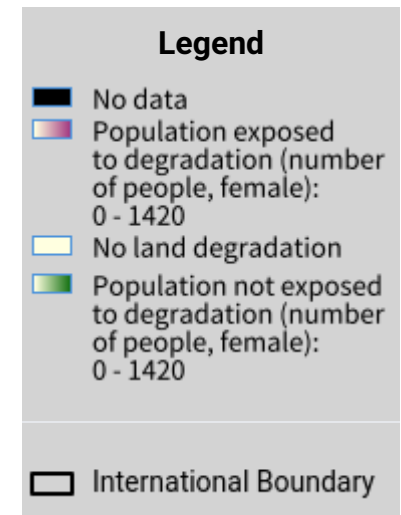 Legend
No data
Population exposed
to degradation (number
of people, female):
0 - 1420
No land degradation
Population not exposed
to degradation (number
of people, female):
0 - 1420
International Boundary